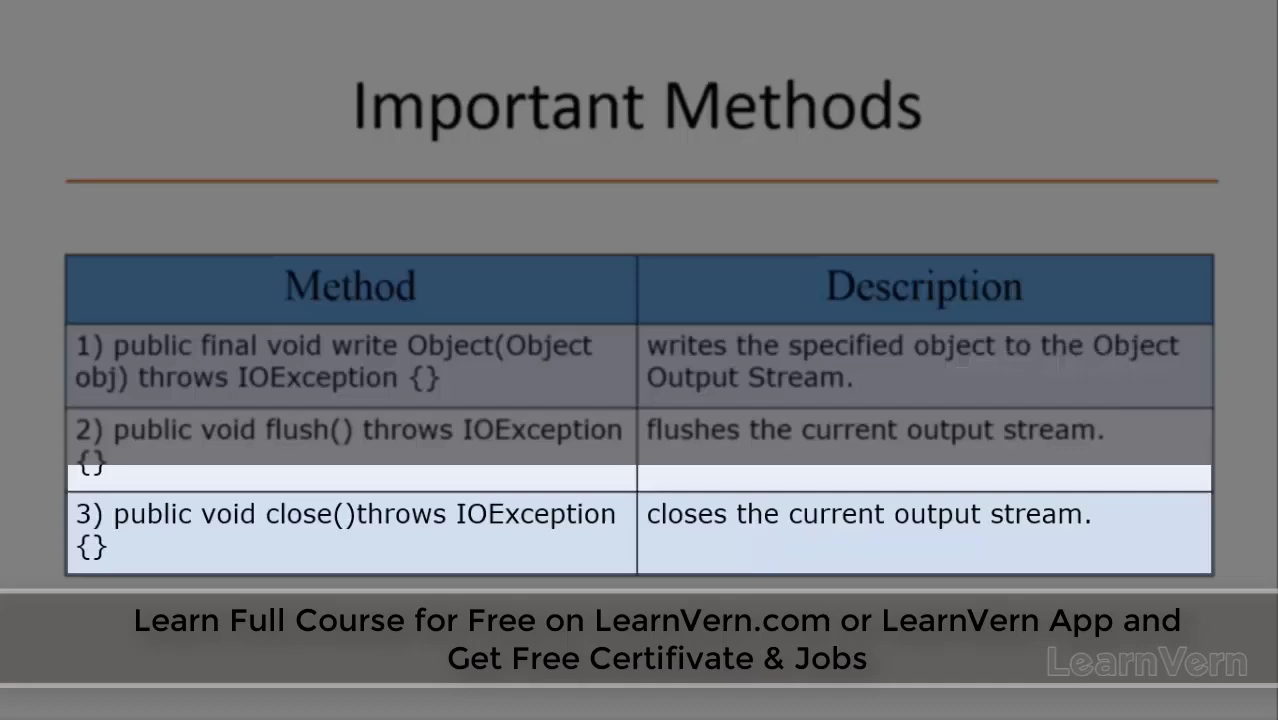 Important Methods
Method
Description
1) public final void write Object(Object
obj) throws IOException {}
writes the specified object to the Object
Output Stream.
2) public void flush() throws IOException
{}
flushes the current output stream.
3) public void close()throws IOException
{}
closes the current output stream.
Learn Full Course for Free on LearnVern.com or LearnVern App and
Get Free Certifivate & Jobs
LearnVern